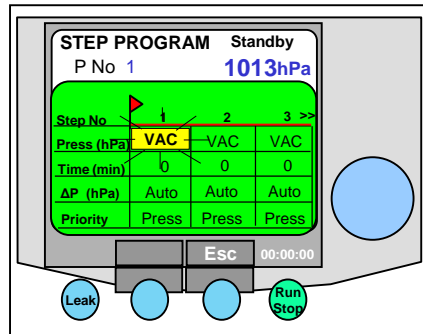 STEP PROGRAM Standby
P No 1 1013hPa
Step No 1 2 3 >>
Press (hPa) VAC VAC VAC
Time (min) 0 0 0
ΔP (hPa) Auto Auto Auto
Priority Press Press Press
Esc 00:00:00
Leak Run
Stop